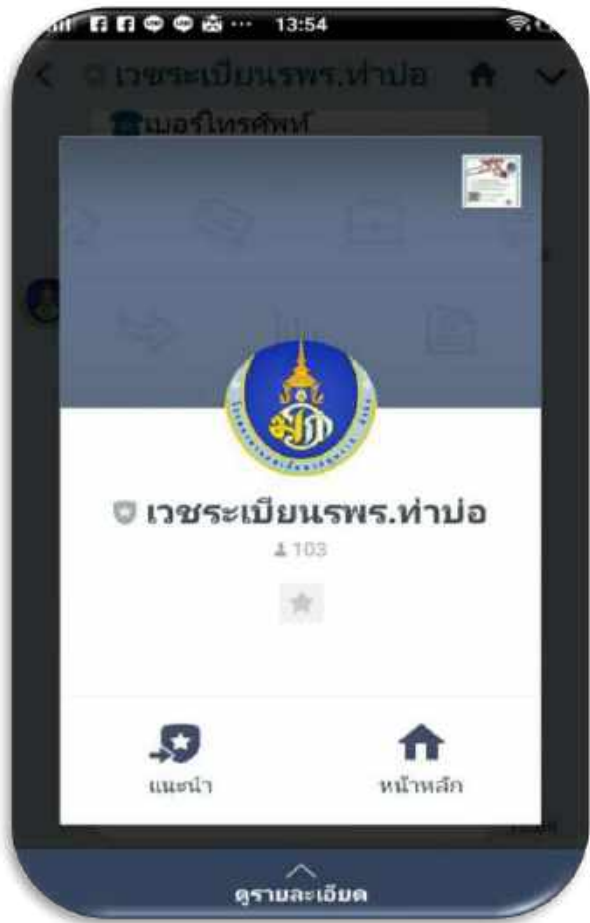 13:54
เวชระเบียนรพร.ท่าบ่อ
เบอร์โทรศัพท์
เวชระเบียนรพร.ท่าบ่อ
103
แนะนำ
หน้าหลัก
ดูรายละเอียด